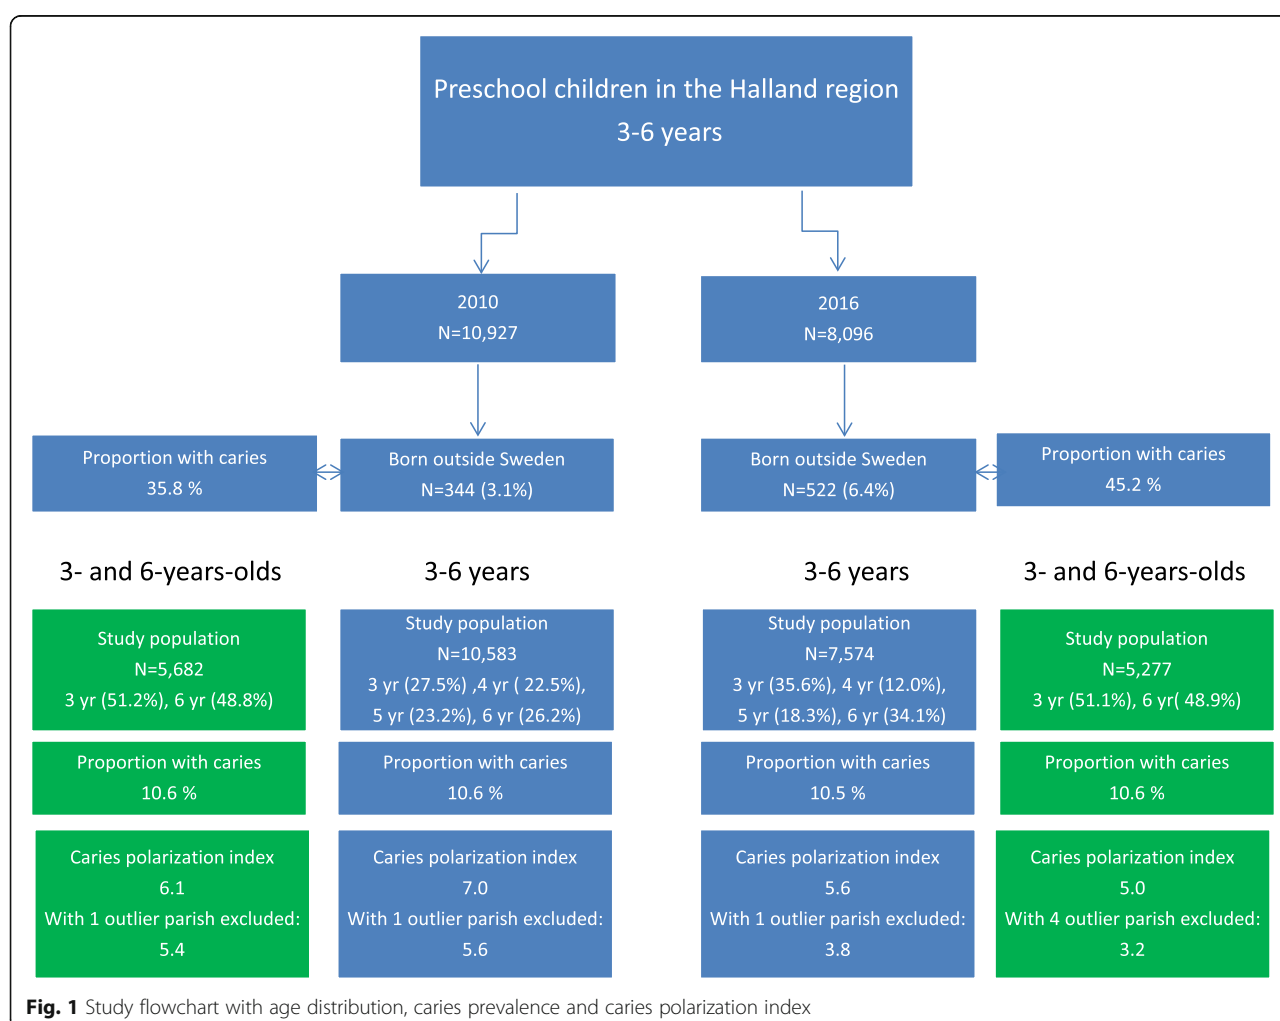 Preschool children in the Halland region
3-6 years
2010
N=10,927
2016
N=8,096
Proportion with caries
35.8 %
Born outside Sweden
N=344 (3.1%)
Born outside Sweden
N=522 (6.4%)
Proportion with caries
45.2 %
3- and 6-years-olds
3-6 years
3-6 years
3- and 6-years-olds
Study population
N=5,682
3 yr (51.2%), 6 yr (48.8%)
Study population
N=10,583
3 yr (27.5%) ,4 yr ( 22.5%),
5 yr (23.2%), 6 yr (26.2%)
Study population
N=7,574
3 yr (35.6%), 4 yr (12.0%),
5 yr (18.3%), 6 yr (34.1%)
Study population
N=5,277
3 yr (51.1%), 6 yr( 48.9%)
Proportion with caries
10.6 %
Proportion with caries
10.6 %
Proportion with caries
10.5 %
Proportion with caries
10.6 %
Caries polarization index
6.1
With 1 outlier parish excluded:
5.4
Caries polarization index
7.0
With 1 outlier parish excluded:
5.6
Caries polarization index
5.6
With 1 outlier parish excluded:
3.8
Caries polarization index
5.0
With 4 outlier parish excluded:
3.2
Fig. 1 Study flowchart with age distribution, caries prevalence and caries polarization index